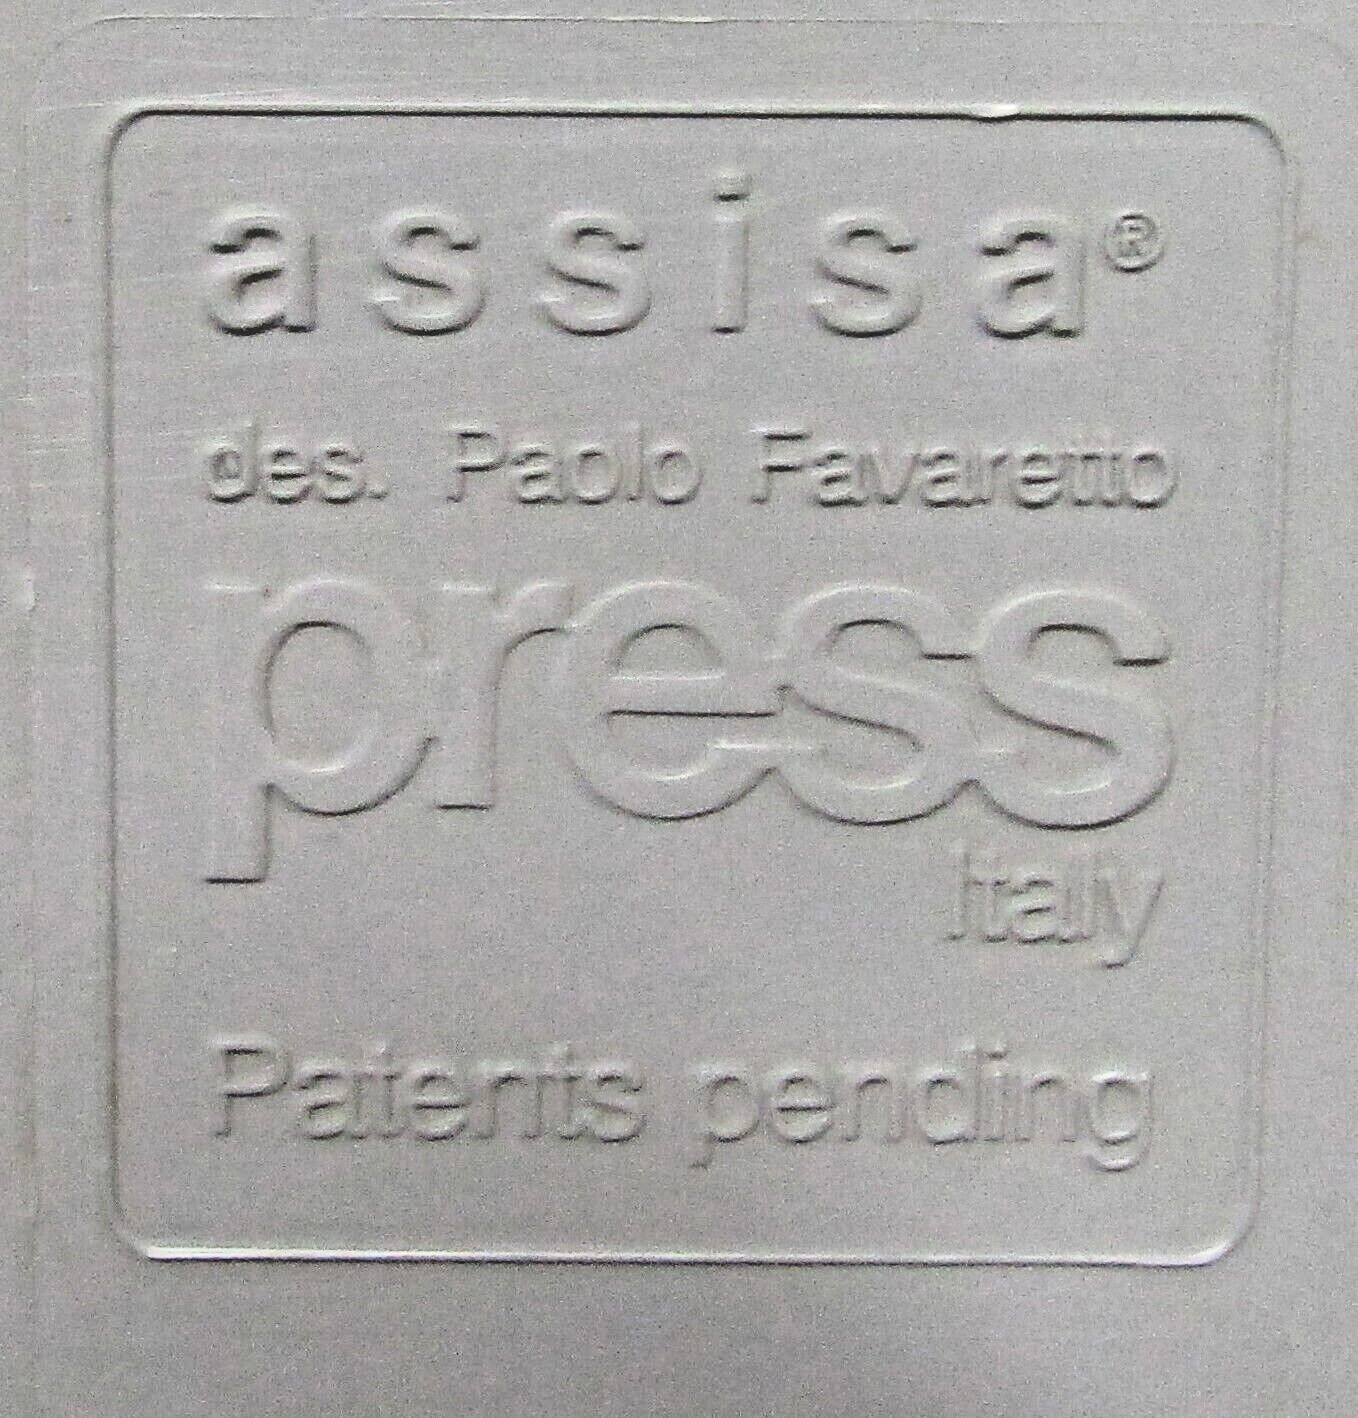 assisa®
des. Paolo Favaretto
press
Italy
Patents pending